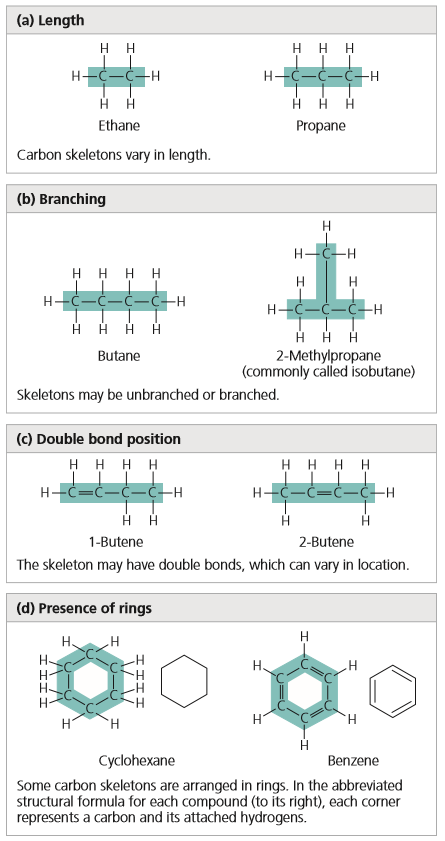 (a) Length
H H
H–C–C–H
H H
Ethane
H H H
H–C–C–C–H
H H H
Propane
Carbon skeletons vary in length.
(b) Branching
H H H H
H–C–C–C–C–H
H H H H
Butane
H
H–C–H
H H
H–C–C–C–H
H H H
2-Methylpropane
(commonly called isobutane)
Skeletons may be unbranched or branched.
(c) Double bond position
H H H H
H–C=C–C–C–H
H H
1-Butene
H H H H
H–C–C=C–C–H
H H
2-Butene
The skeleton may have double bonds, which can vary in location.
(d) Presence of rings
H H
C
H H
H C C H
H H
H C C H
C
H H
Cyclohexane
H
H C H
C C
C C
H C H
H
Benzene
Some carbon skeletons are arranged in rings. In the abbreviated
structural formula for each compound (to its right), each corner
represents a carbon and its attached hydrogens.